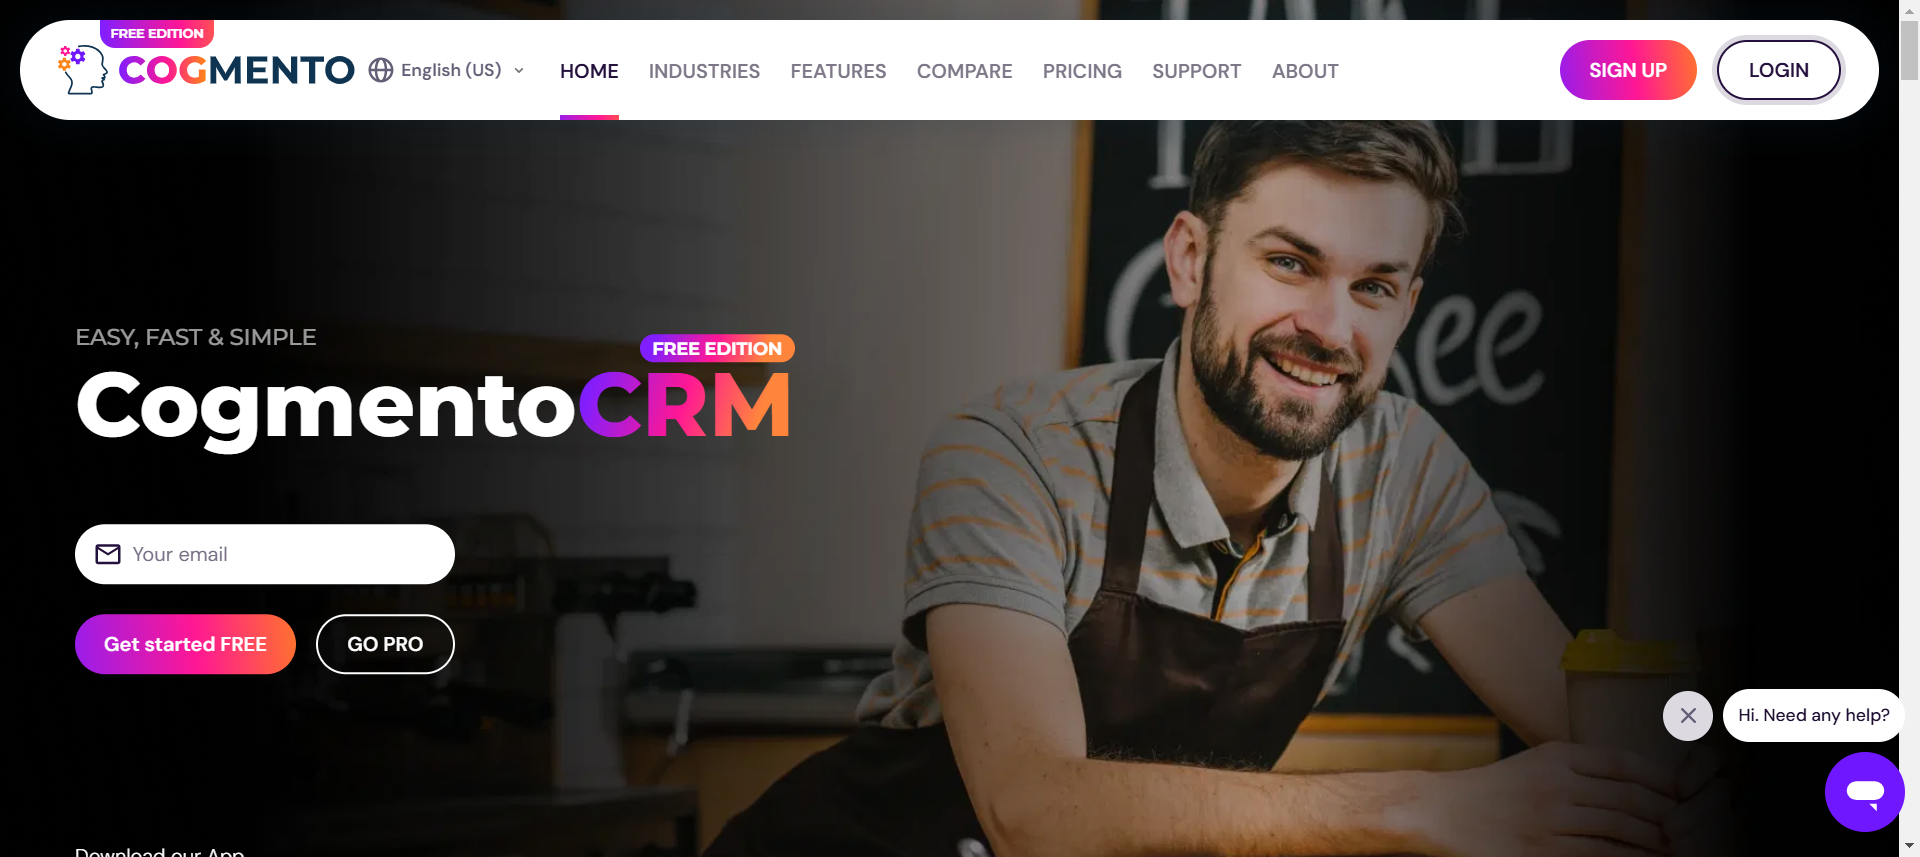 FREE EDITION
COGMENTO
English (US)
HOME
INDUSTRIES
FEATURES
COMPARE
PRICING
SUPPORT
ABOUT
SIGN UP
LOGIN
EASY, FAST & SIMPLE
FREE EDITION
CogmentoCRM
Your email
Get started FREE
GO PRO
Hi. Need any help?
Download our App